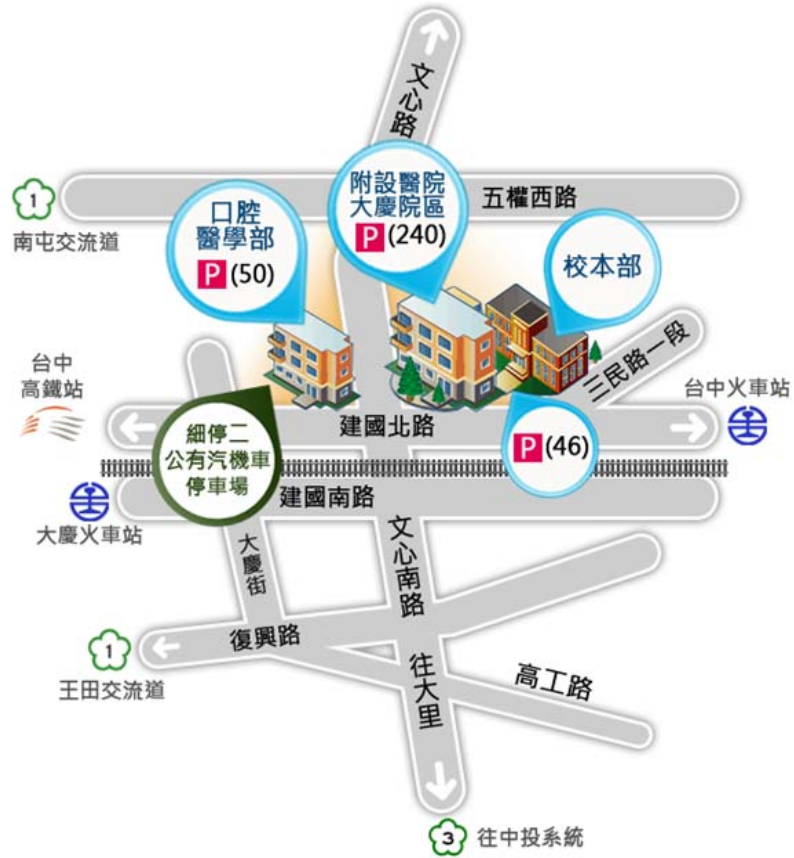 文心路
五權西路
1
南屯交流道
口腔
醫學部
P (50)
附設醫院
大慶院區
P (240)
校本部
三民路一段
台中
高鐵站
台中火車站
建國北路
細停二
公有汽機車
停車場
P (46)
建國南路
大慶火車站
大慶街
文心南路
復興路
1
王田交流道
往大里
高工路
3 往中投系統